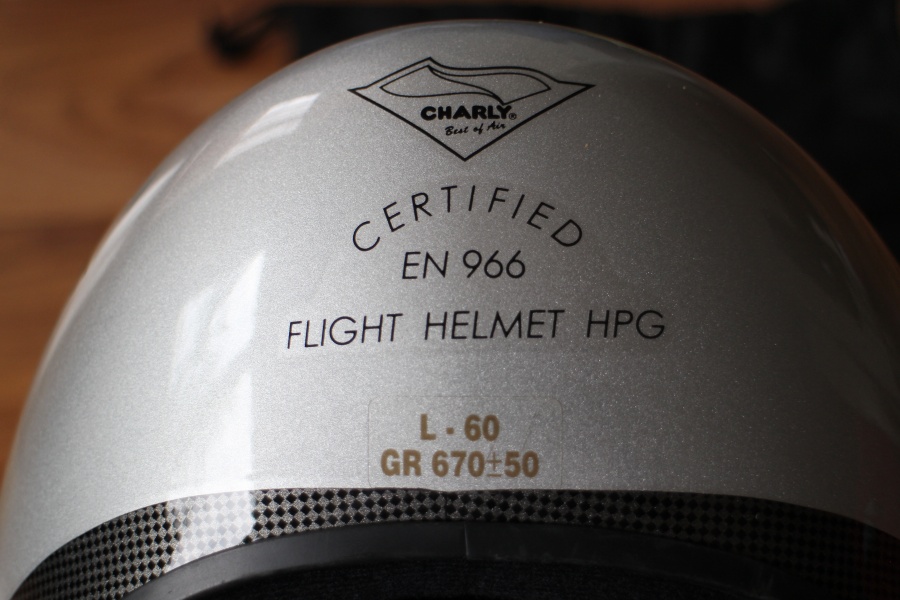 CHARLY®
Best of Air
CERTIFIED
EN 966
FLIGHT HELMET HPG
L - 60
GR 670±50